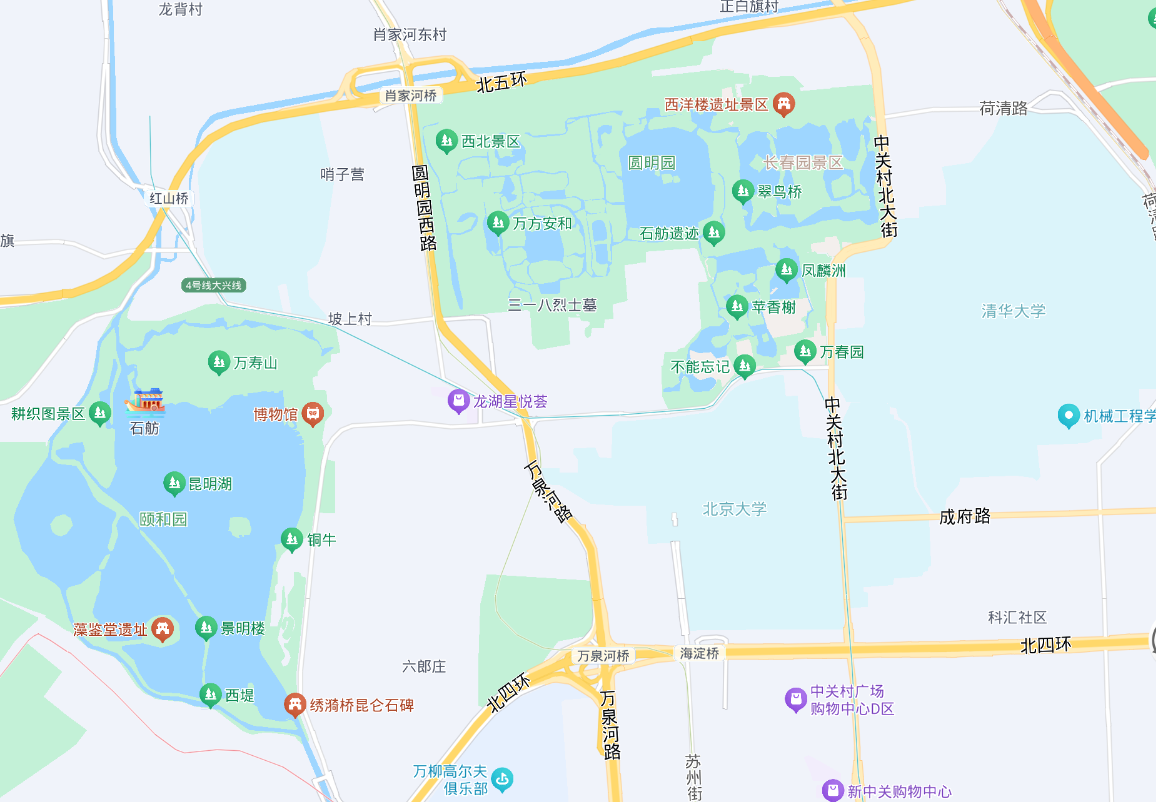 龙背村
正白旗村
肖家河东村
北五环
肖家河桥
西洋楼遗址景区
荷清路
西北景区
圆明园
长春园景区
中关村北大街
哨子营
圆明园西路
翠鸟桥
红山桥
万方安和
石舫遗迹
旗
凤麟洲
4号线大兴线
三一八烈士墓
苹香榭
清华大学
坡上村
万春园
万寿山
不能忘记
石舫
耕织图景区
博物馆
龙湖星悦荟
中关村北大街
机械工程学
昆明湖
万泉河路
颐和园
北京大学
成府路
铜牛
藻鉴堂遗址
景明楼
科汇社区
万泉河桥
海淀桥
北四环
六郎庄
北四环
西堤
绣漪桥昆仑石碑
万泉河路
中关村广场
购物中心D区
万柳高尔夫
俱乐部
苏州街
新中关购物中心